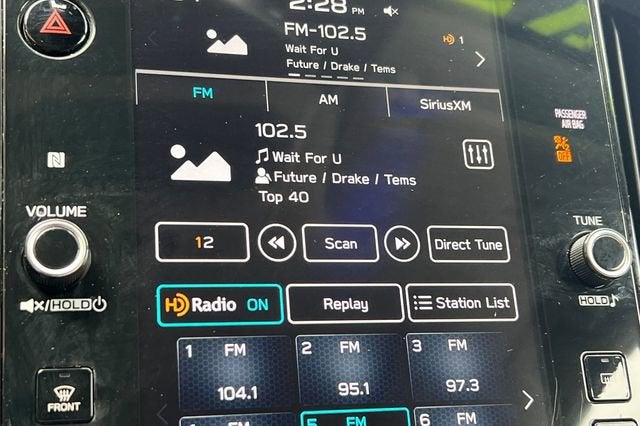 2:28 PM
FM-102.5
HD 1
Wait For U
Future / Drake / Tems
FM AM SiriusXM
PASSENGER
AIR BAG
102.5
Wait For U
Future / Drake / Tems
Top 40
OFF
N
VOLUME
TUNE
12 Scan Direct Tune
HD Radio ON Replay Station List
/HOLD
HOLD
1 FM 2 FM 3 FM
104.1 95.1 97.3
FRONT
FM 5 FM 6 FM